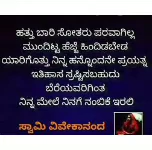 ಹತ್ತು ಬಾರಿ ಸೋತರು ಪರವಾಗಿಲ್ಲ
ಮುಂದಿಟ್ಟ ಹೆಜ್ಜೆ ಹಿಂದಿಡಬೇಡ
ಯಾರಿಗೊತ್ತು ನಿನ್ನ ಹನ್ನೊಂದನೇ ಪ್ರಯತ್ನ
ಇತಿಹಾಸ ಸೃಷ್ಟಿಸಬಹುದು
ಬೆರೆಯವರಿಗಿಂತ
ನಿನ್ನ ಮೇಲೆ ನಿನಗೆ ನಂಬಿಕೆ ಇರಲಿ
ಸ್ವಾಮಿ ವಿವೇಕಾನಂದ